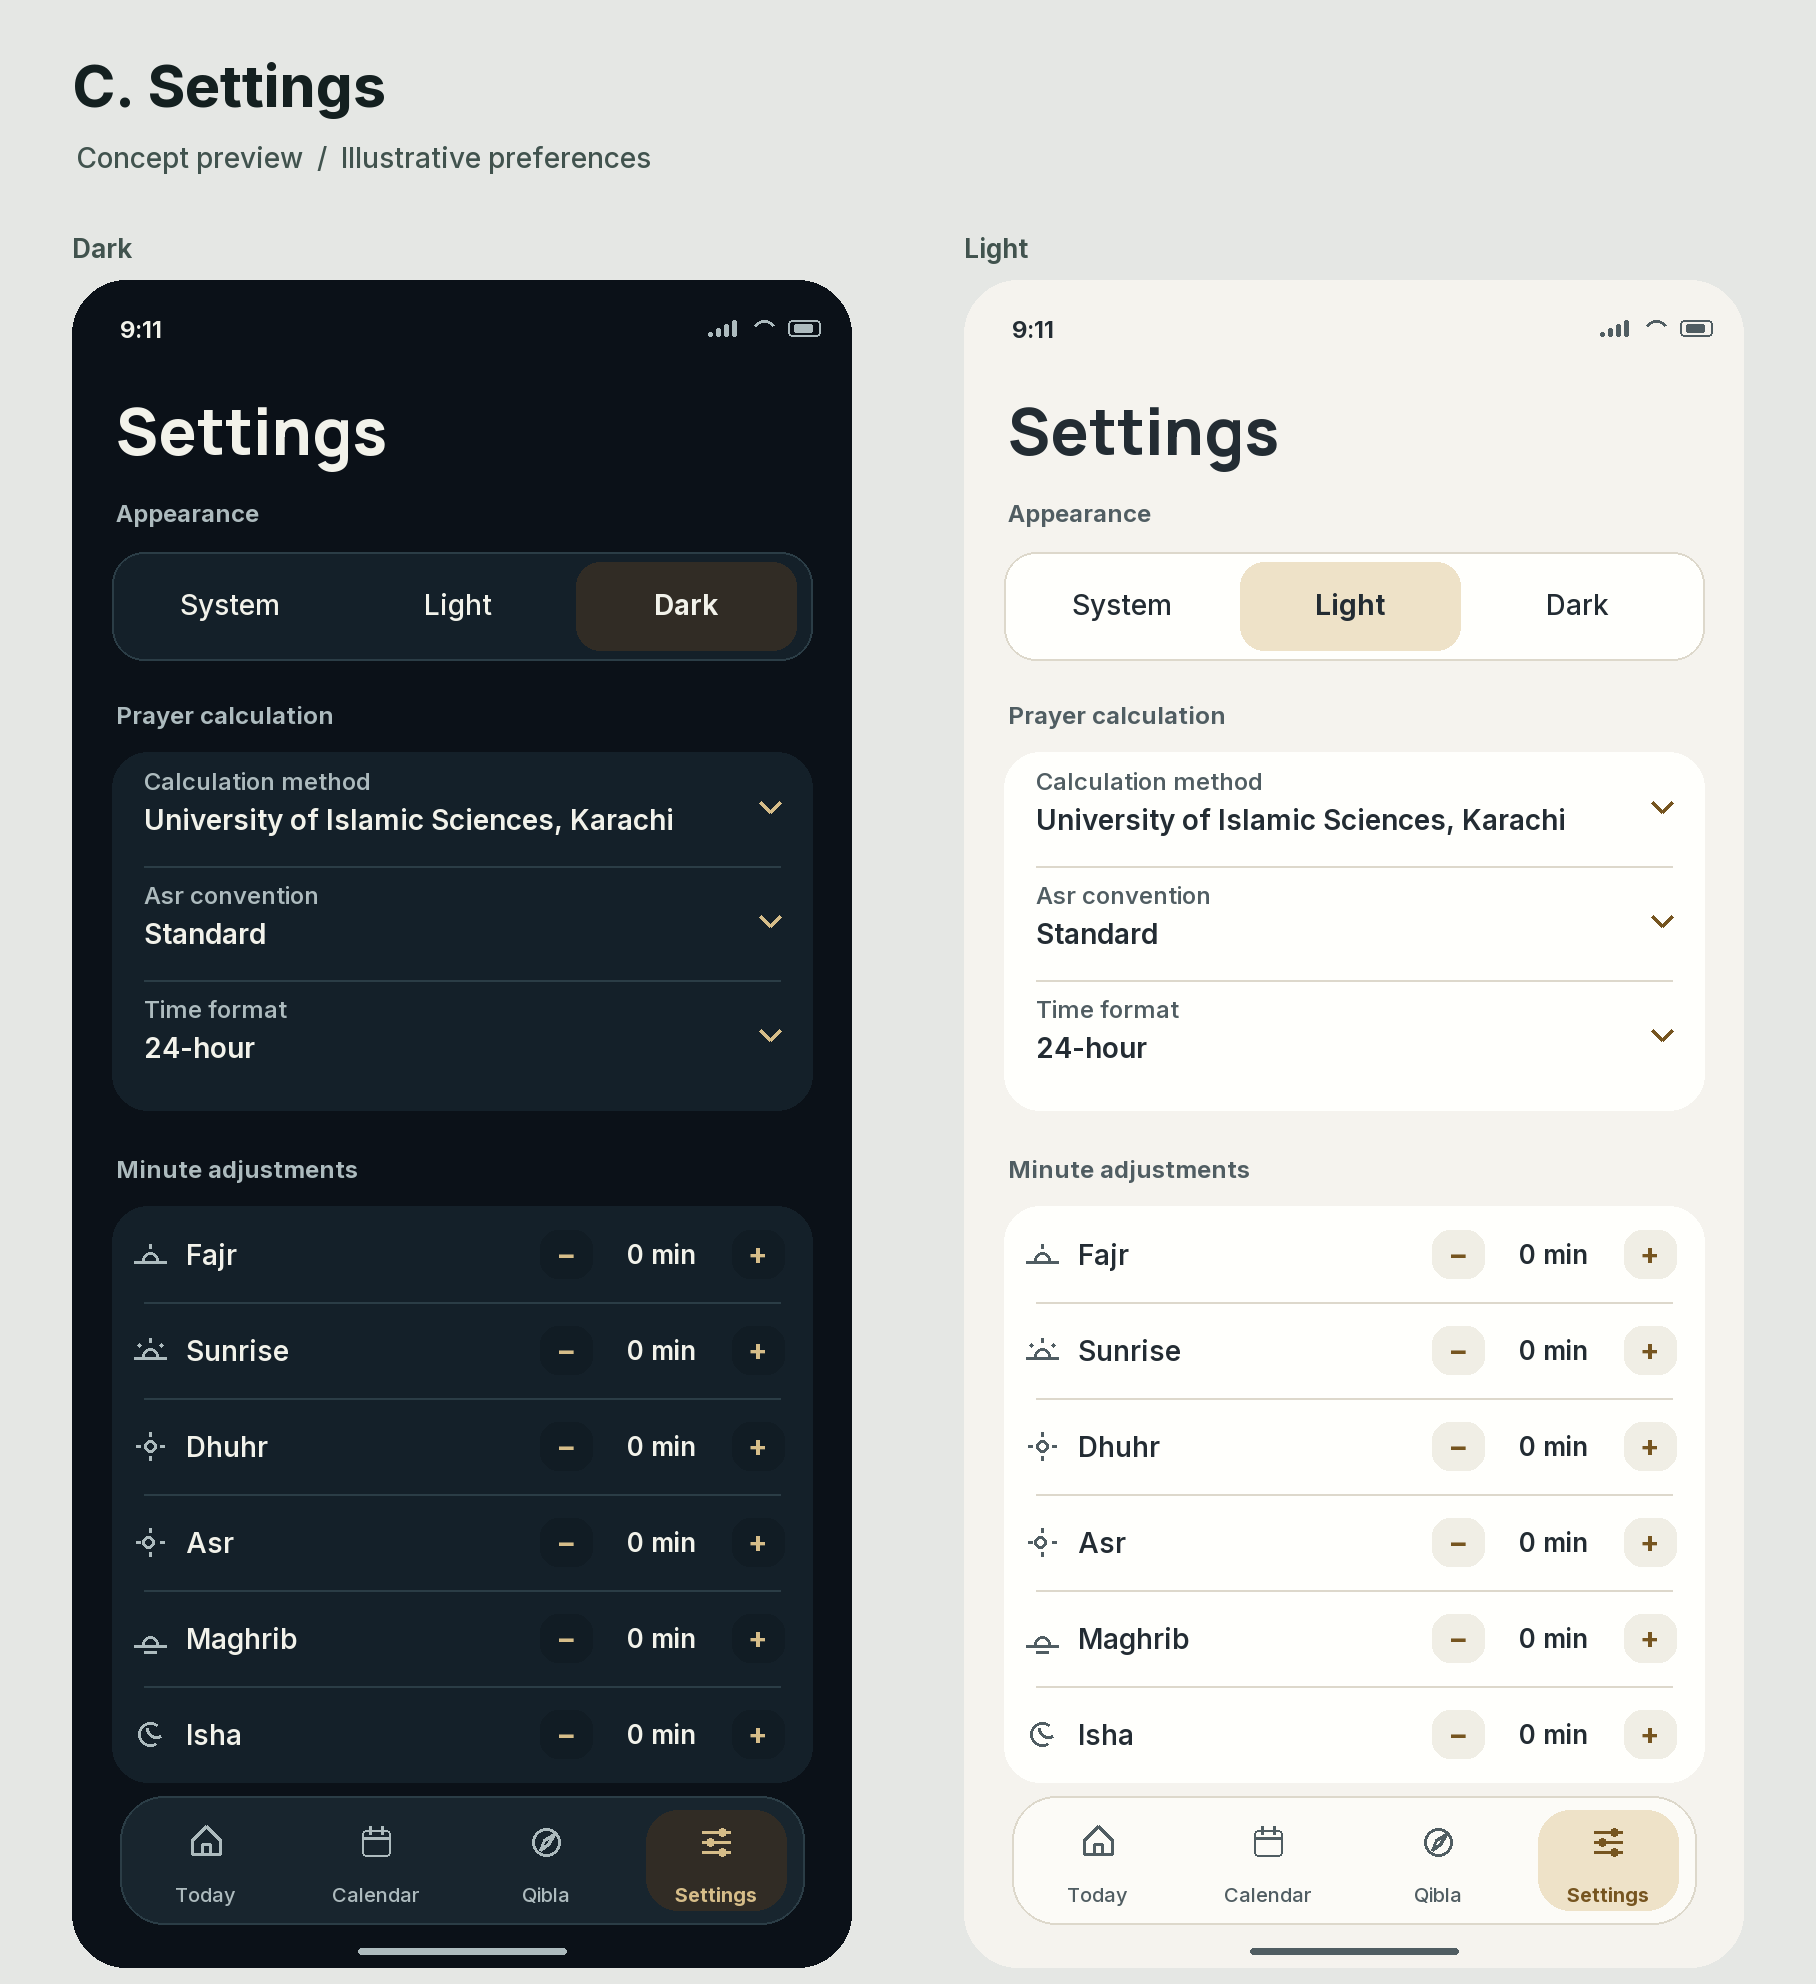 C. Settings
Concept preview / Illustrative preferences
Dark
9:11
Settings
Appearance
System Light Dark
Prayer calculation
Calculation method
University of Islamic Sciences, Karachi
Asr convention
Standard
Time format
24-hour
Minute adjustments
Fajr − 0 min +
Sunrise − 0 min +
Dhuhr − 0 min +
Asr − 0 min +
Maghrib − 0 min +
Isha − 0 min +
Today Calendar Qibla Settings
Light
9:11
Settings
Appearance
System Light Dark
Prayer calculation
Calculation method
University of Islamic Sciences, Karachi
Asr convention
Standard
Time format
24-hour
Minute adjustments
Fajr − 0 min +
Sunrise − 0 min +
Dhuhr − 0 min +
Asr − 0 min +
Maghrib − 0 min +
Isha − 0 min +
Today Calendar Qibla Settings